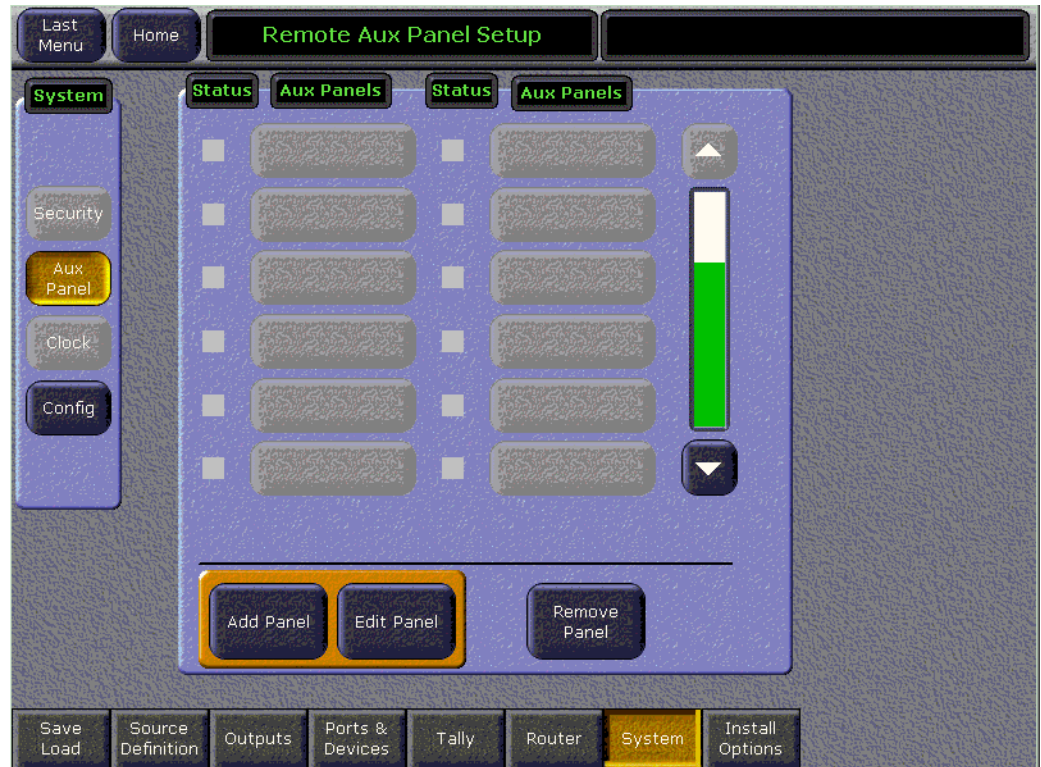 Last
Menu
Home
Remote Aux Panel Setup
System
Status
Aux Panels
Status
Aux Panels
Security
Aux
Panel
Clock
Config
Add Panel
Edit Panel
Remove
Panel
Save
Load
Source
Definition
Outputs
Ports &
Devices
Tally
Router
System
Install
Options